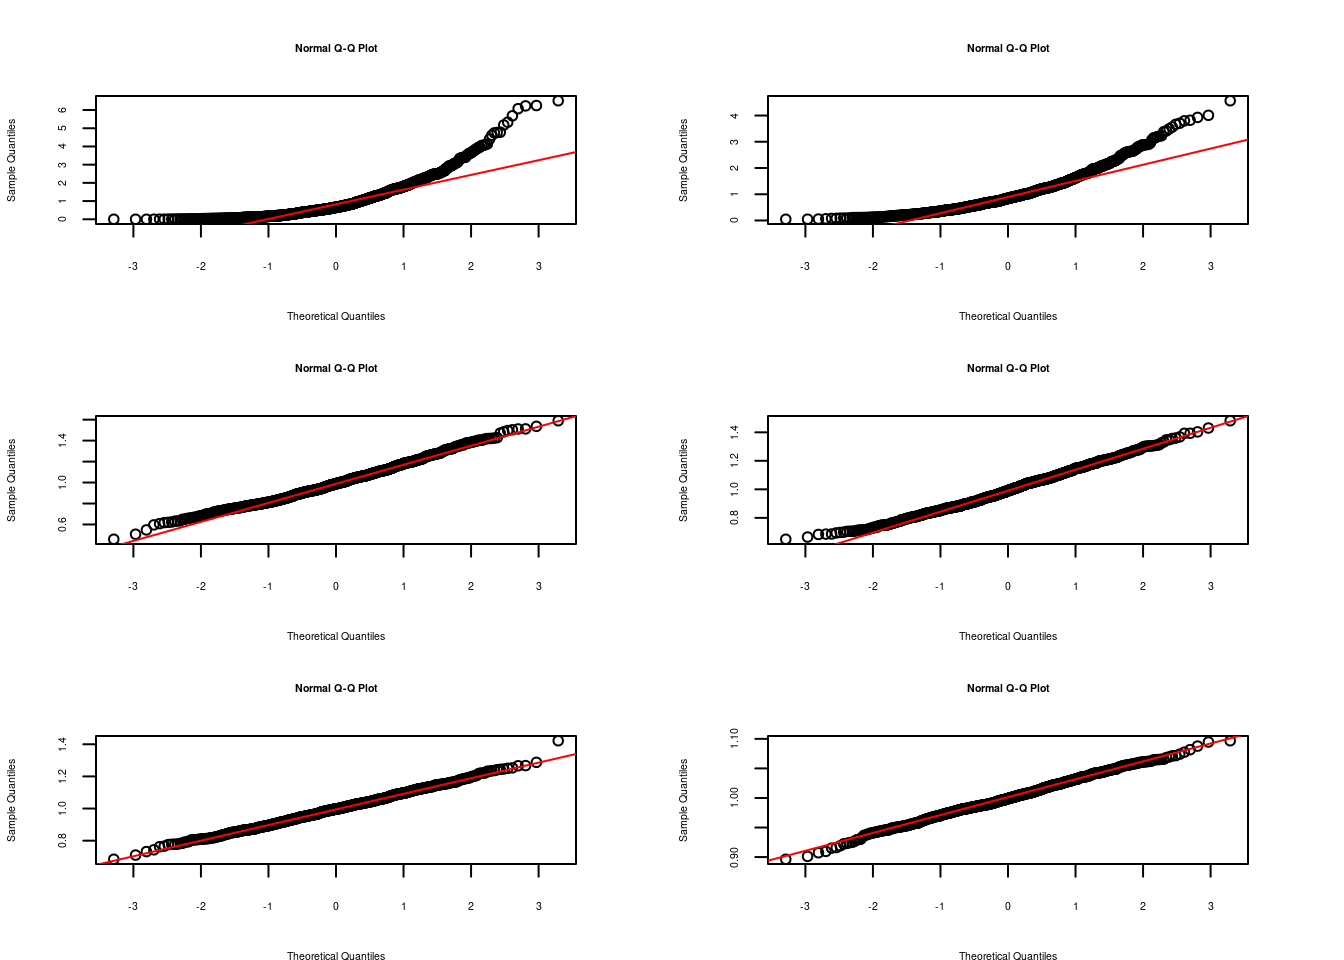 Normal Q-Q Plot
Sample Quantiles
6
5
4
3
2
1
0
-3 -2 -1 0 1 2 3
Theoretical Quantiles
Normal Q-Q Plot
Sample Quantiles
4
3
2
1
0
-3 -2 -1 0 1 2 3
Theoretical Quantiles
Normal Q-Q Plot
Sample Quantiles
1.4
1.0
0.6
-3 -2 -1 0 1 2 3
Theoretical Quantiles
Normal Q-Q Plot
Sample Quantiles
1.4
1.2
1.0
0.8
-3 -2 -1 0 1 2 3
Theoretical Quantiles
Normal Q-Q Plot
Sample Quantiles
1.4
1.2
1.0
0.8
-3 -2 -1 0 1 2 3
Theoretical Quantiles
Normal Q-Q Plot
Sample Quantiles
1.10
1.00
0.90
-3 -2 -1 0 1 2 3
Theoretical Quantiles